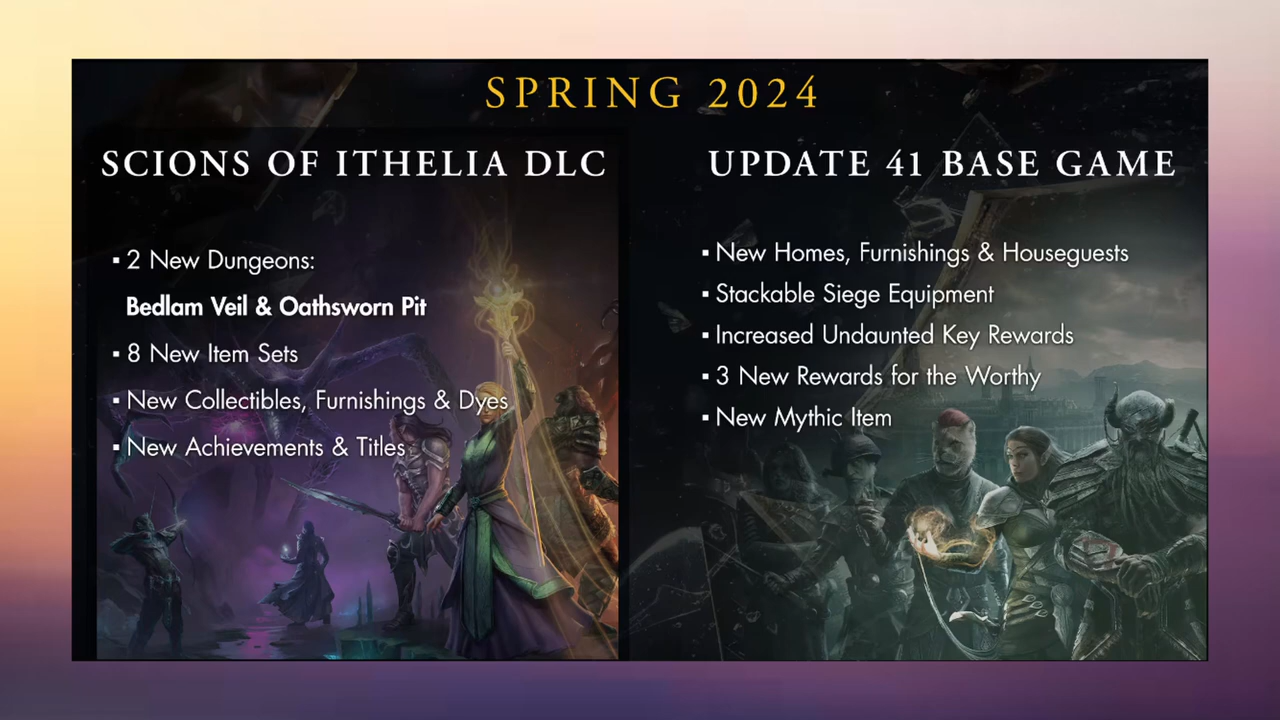 SPRING 2024
SCIONS OF ITHELIA DLC
▪ 2 New Dungeons:
Bedlam Veil & Oathsworn Pit
▪ 8 New Item Sets
▪ New Collectibles, Furnishings & Dyes
▪ New Achievements & Titles
UPDATE 41 BASE GAME
▪ New Homes, Furnishings & Houseguests
▪ Stackable Siege Equipment
▪ Increased Undaunted Key Rewards
▪ 3 New Rewards for the Worthy
▪ New Mythic Item